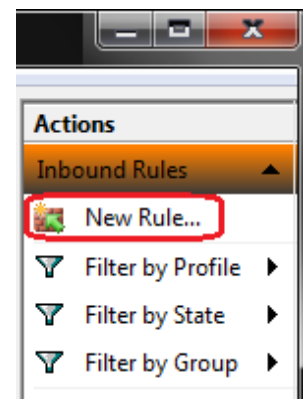 Actions
Inbound Rules
New Rule...
Filter by Profile
Filter by State
Filter by Group